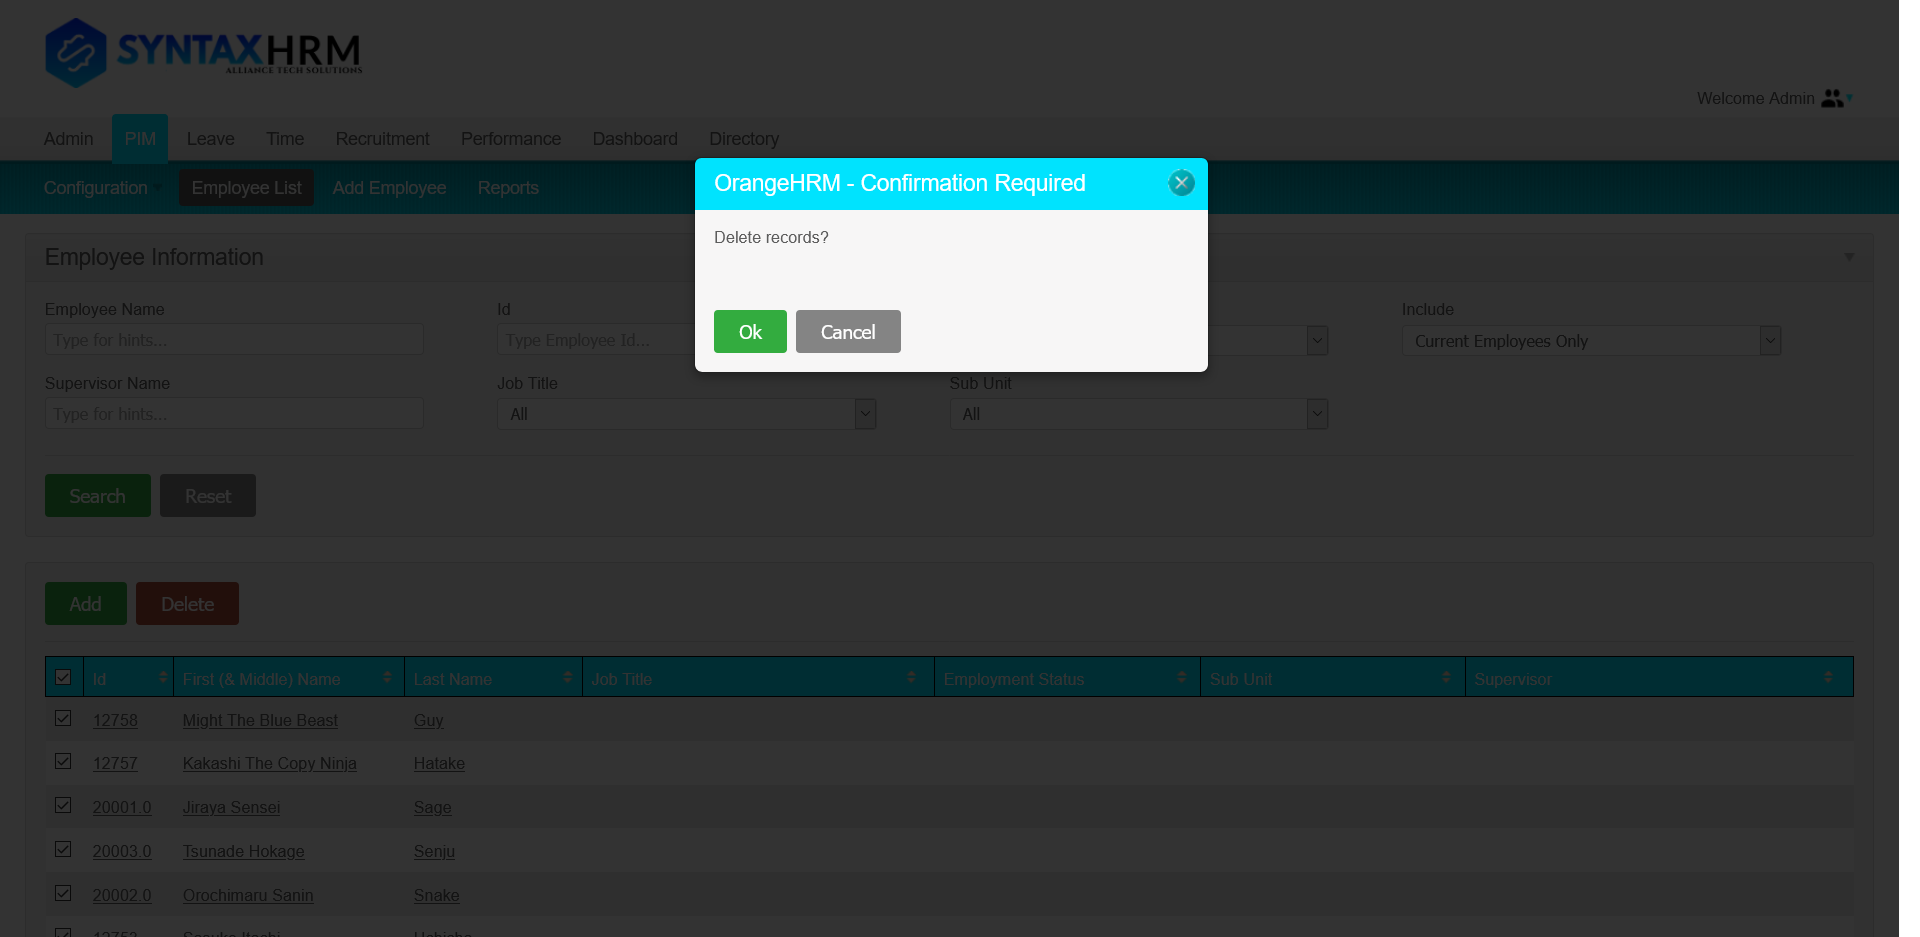 SYNTAXHRM
ALLIANCE TECH SOLUTIONS
Welcome Admin
Admin PIM Leave Time Recruitment Performance Dashboard Directory
Configuration Employee List Add Employee Reports
OrangeHRM - Confirmation Required
Delete records?
Ok Cancel
Employee Information
Employee Name Id Include
Type for hints... Type Employee Id... Current Employees Only
Supervisor Name Job Title Sub Unit
Type for hints... All All
Search Reset
Add Delete
Id First (& Middle) Name Last Name Job Title Employment Status Sub Unit Supervisor
12758 Might The Blue Beast Guy
12757 Kakashi The Copy Ninja Hatake
20001.0 Jiraya Sensei Sage
20003.0 Tsunade Hokage Senju
20002.0 Orochimaru Sanin Snake